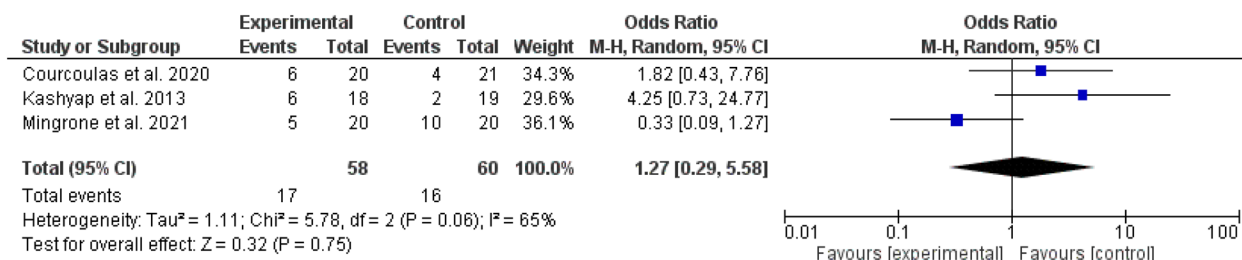 Experimental Control Odds Ratio Odds Ratio
Study or Subgroup Events Total Events Total Weight M-H, Random, 95% CI M-H, Random, 95% CI
Courcoulas et al. 2020 6 20 4 21 34.3% 1.82 [0.43, 7.76]
Kashyap et al. 2013 6 18 2 19 29.6% 4.25 [0.73, 24.77]
Mingrone et al. 2021 5 20 10 20 36.1% 0.33 [0.09, 1.27]
Total (95% CI) 58 60 100.0% 1.27 [0.29, 5.58]
Total events 17 16
Heterogeneity: Tau² = 1.11; Chi² = 5.78, df = 2 (P = 0.06); I² = 65%
Test for overall effect: Z = 0.32 (P = 0.75)
0.01 0.1 1 10 100
Favours [experimental] Favours [control]